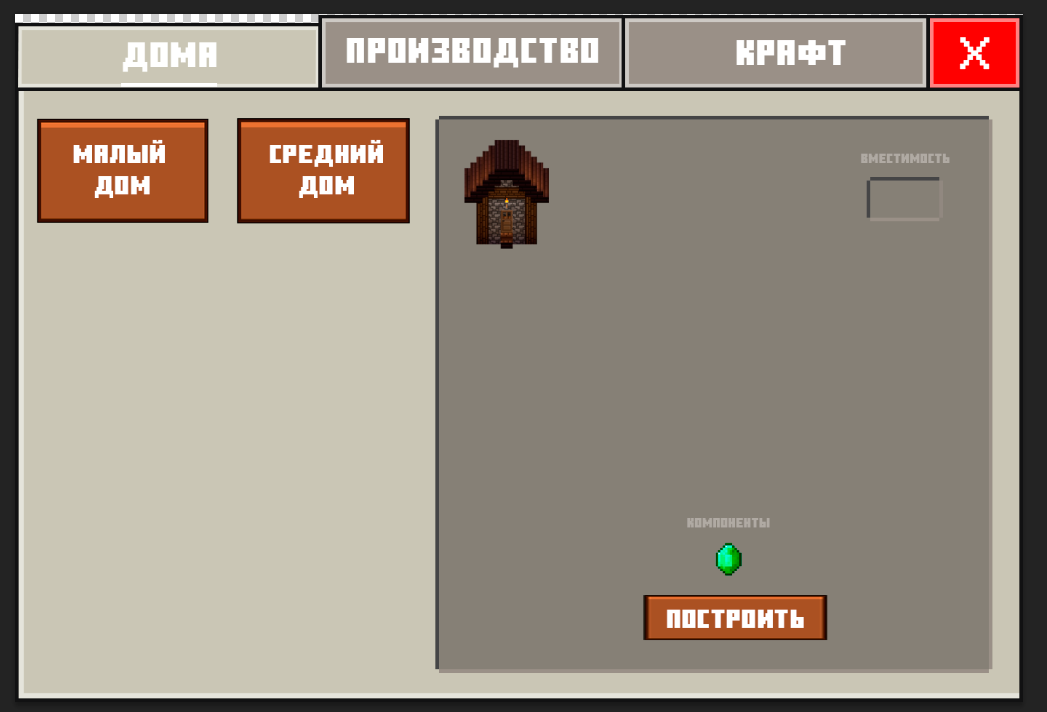 ДОМА
ПРОИЗВОДСТВО
КРАФТ
X
МАЛЫЙ
ДОМ
СРЕДНИЙ
ДОМ
ВМЕСТИМОСТЬ
КОМПОНЕНТЫ
ПОСТРОИТЬ